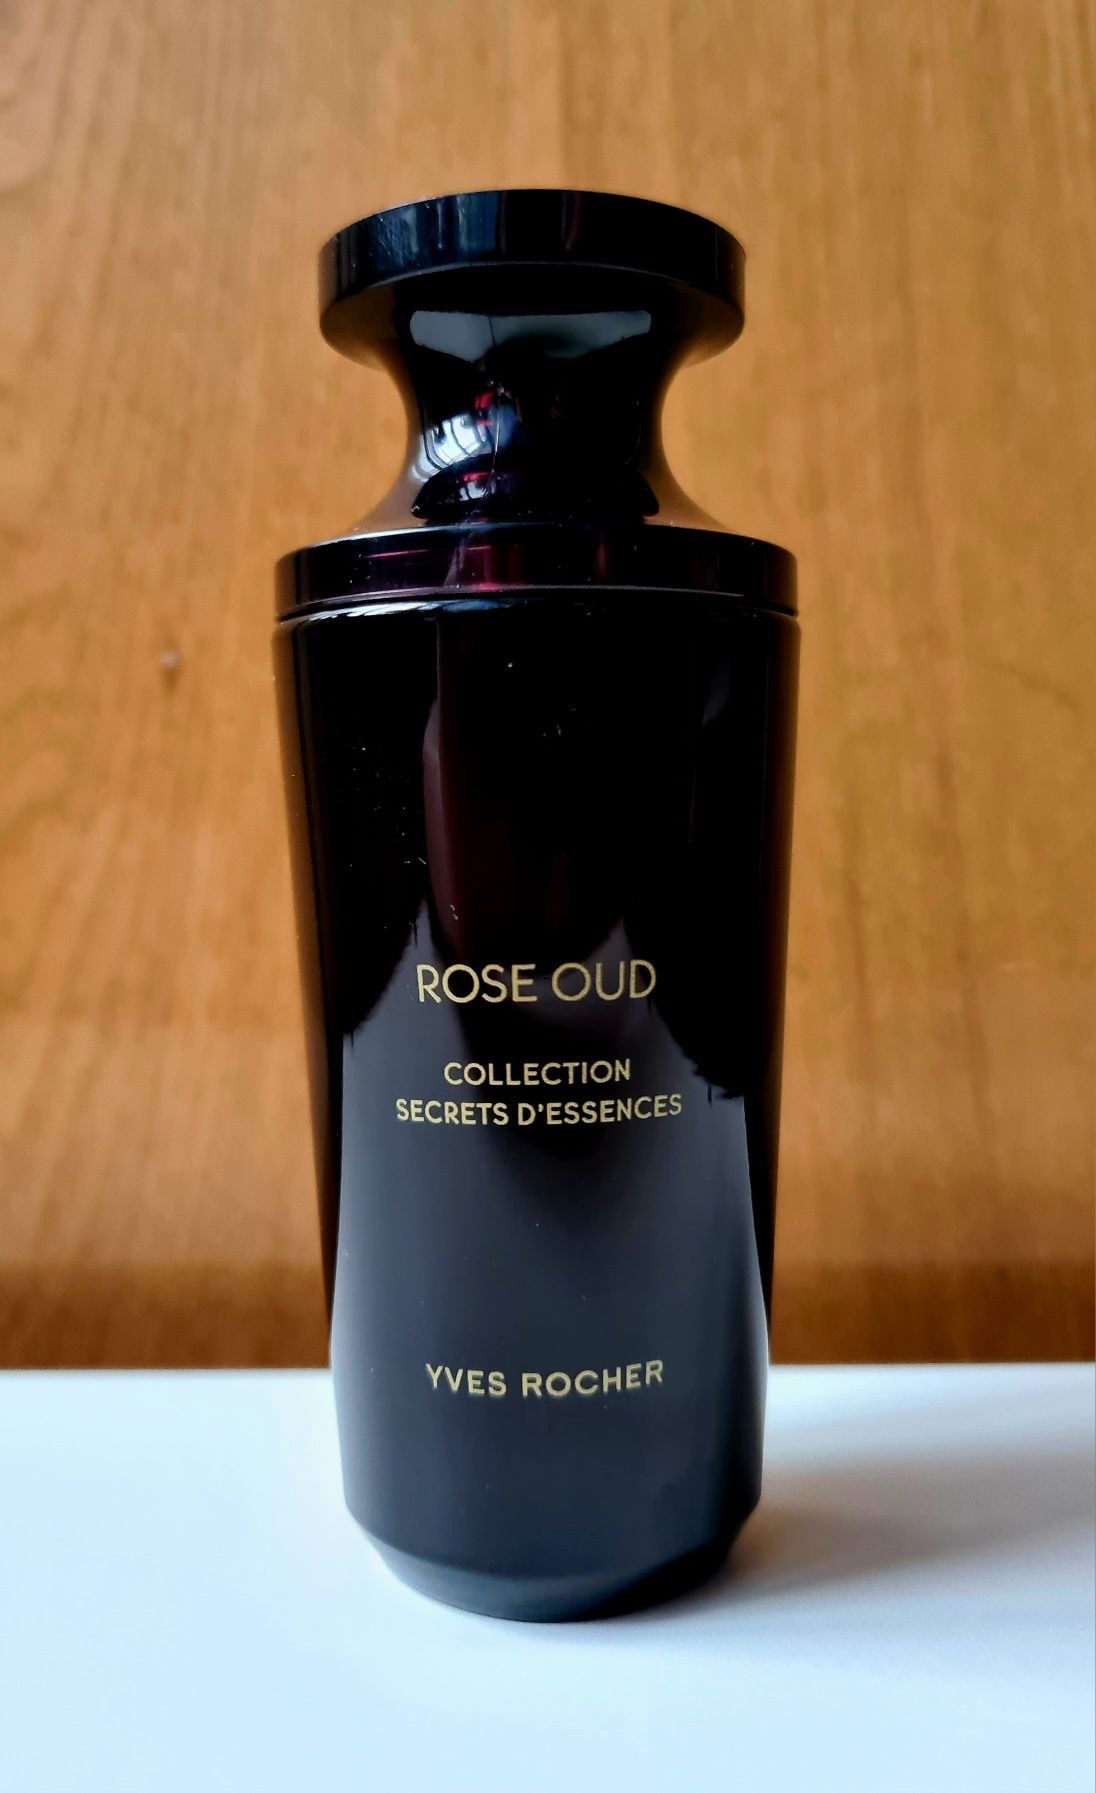 ROSE OUD
COLLECTION
SECRETS D'ESSENCES
YVES ROCHER